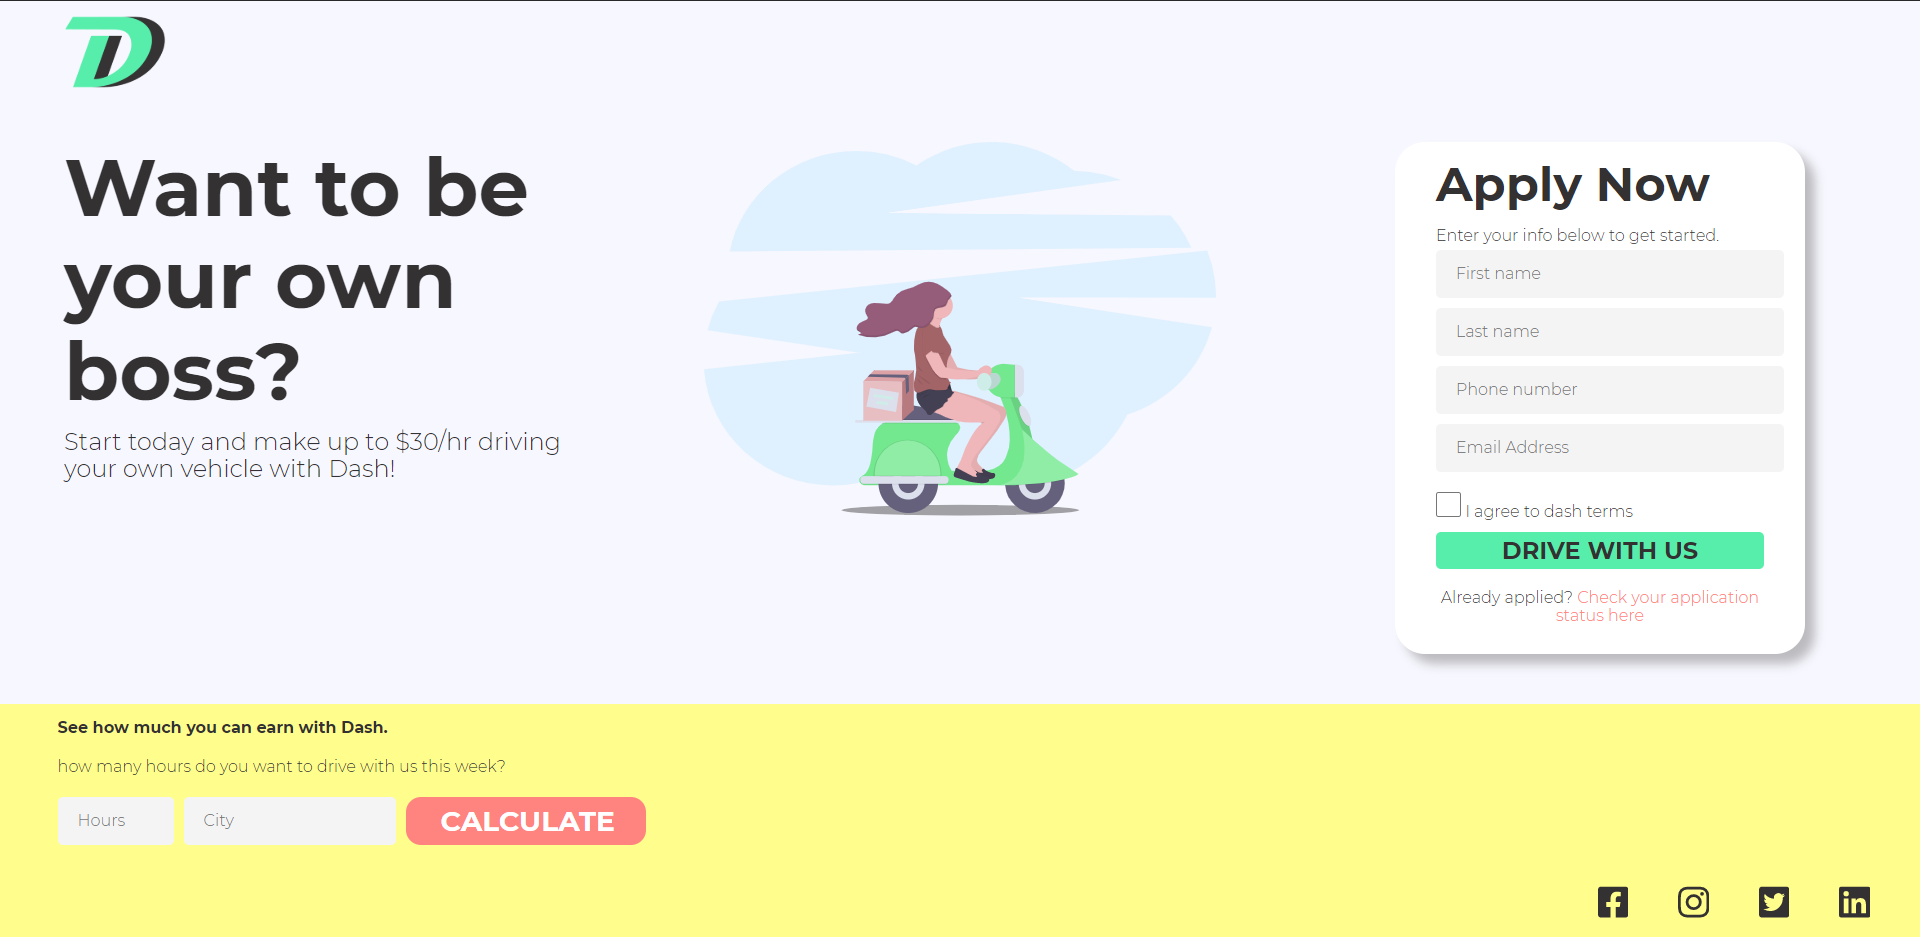 Want to be
your own
boss?
Start today and make up to $30/hr driving
your own vehicle with Dash!
Apply Now
Enter your info below to get started.
First name
Last name
Phone number
Email Address
I agree to dash terms
DRIVE WITH US
Already applied? Check your application
status here
See how much you can earn with Dash.
how many hours do you want to drive with us this week?
Hours
City
CALCULATE